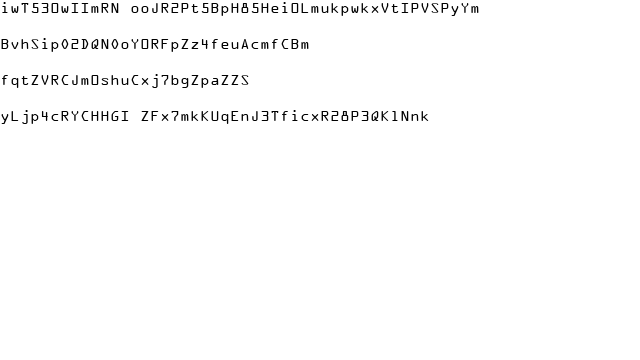 iwT53OwIImRN ooJR2Pt5BpH85HeiOLmukpwkxVtIPVSPyYm
BvhSip02DQN0oYORFpZz4feuAcmfCBm
fqtZVRCJmOshuCxj7bgZpaZZS
yLjp4cRYCHHGI ZFx7mkKUqEnJ3TficxR28P3QK1Nnk